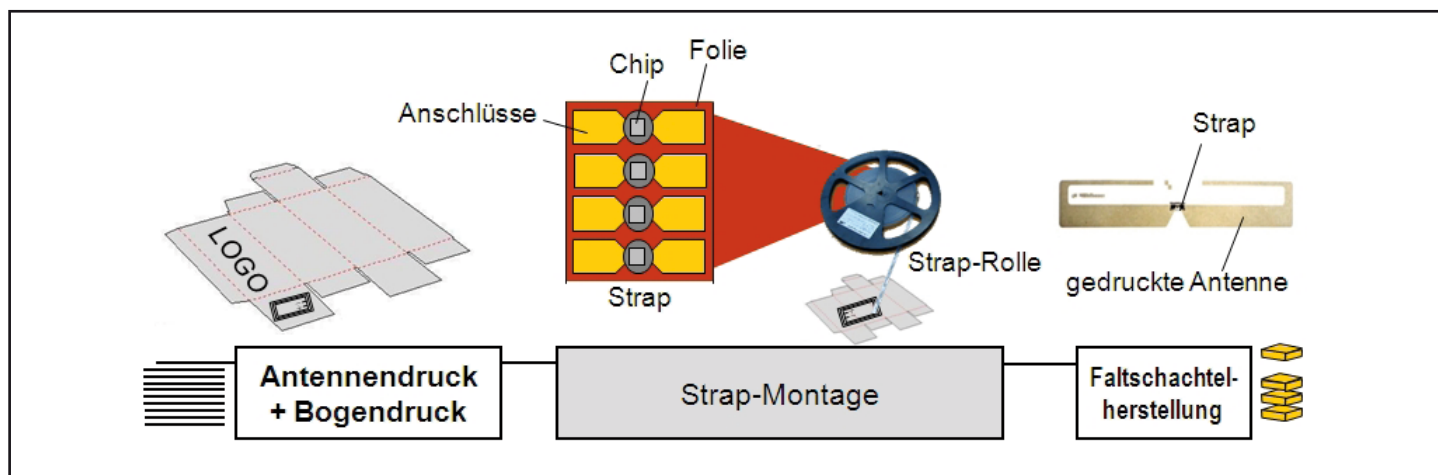 Folie
Chip
Anschlüsse
Strap
LOGO
Strap-Rolle
Strap
gedruckte Antenne
Antennendruck
+ Bogendruck
Strap-Montage
Faltschachtel-
herstellung